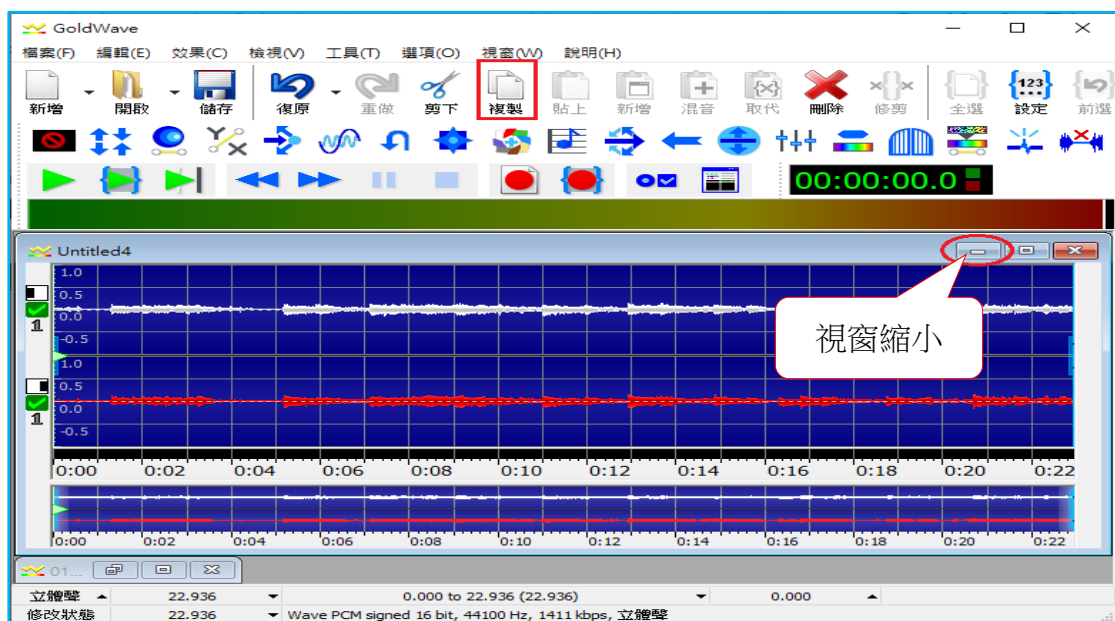 GoldWave
檔案(F) 編輯(E) 效果(C) 檢視(V) 工具(T) 選項(O) 視窗(W) 說明(H)
新增 開啟 儲存 復原 重做 剪下 複製 貼上 新增 混音 取代 刪除 修剪 全選 設定 前選
123
00:00:00.0
Untitled4
1.0
0.5
0.0
-0.5
1.0
0.5
0.0
-0.5
視窗縮小
0:00 0:02 0:04 0:06 0:08 0:10 0:12 0:14 0:16 0:18 0:20 0:22
0:00 0:02 0:04 0:06 0:08 0:10 0:12 0:14 0:16 0:18 0:20 0:22
01...
立體聲 22.936 0.000 to 22.936 (22.936) 0.000
修改狀態 22.936 Wave PCM signed 16 bit, 44100 Hz, 1411 kbps, 立體聲